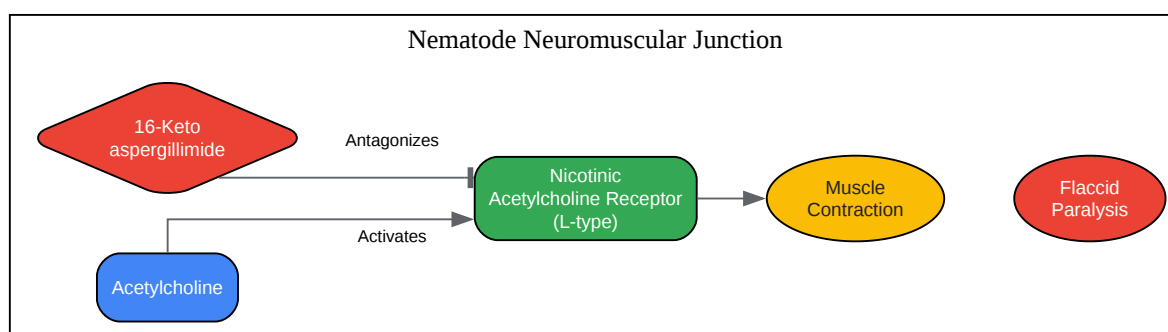 Nematode Neuromuscular Junction
16-Keto
aspergillimide
Antagonizes
Nicotinic
Acetylcholine Receptor
(L-type)
Muscle
Contraction
Flaccid
Paralysis
Activates
Acetylcholine